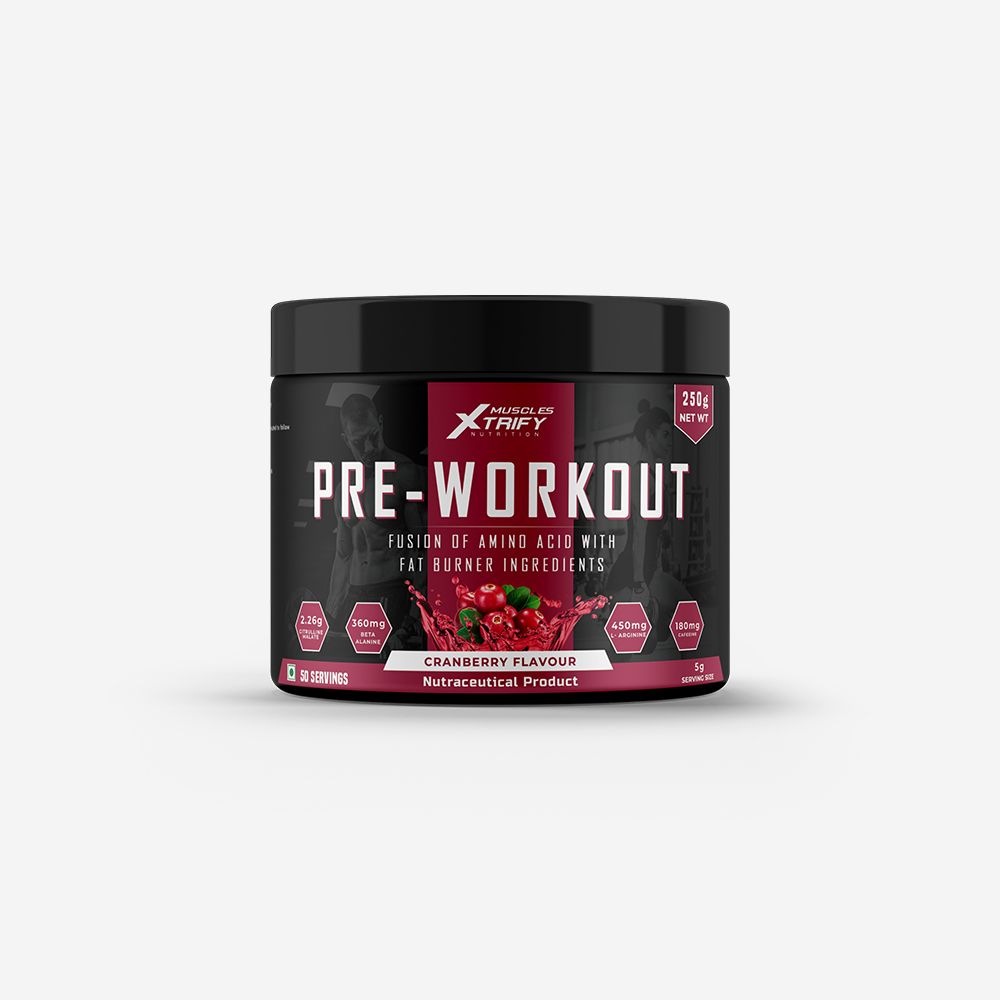 MUSCLES
XTRIFY
NUTRITION
250g
NET WT
PRE-WORKOUT
FUSION OF AMINO ACID WITH
FAT BURNER INGREDIENTS
2.26g
CITRULLINE
MALATE
360mg
BETA
ALANINE
450mg
L- ARGININE
180mg
CAFEEINE
CRANBERRY FLAVOUR
Nutraceutical Product
50 SERVINGS
5g
SERVING SIZE